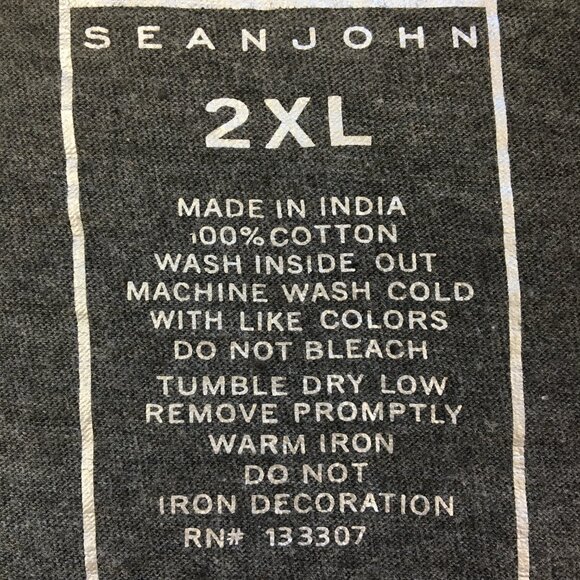 SEANJOHN
2XL
MADE IN INDIA
100% COTTON
WASH INSIDE OUT
MACHINE WASH COLD
WITH LIKE COLORS
DO NOT BLEACH
TUMBLE DRY LOW
REMOVE PROMPTLY
WARM IRON
DO NOT
IRON DECORATION
RN# 133307